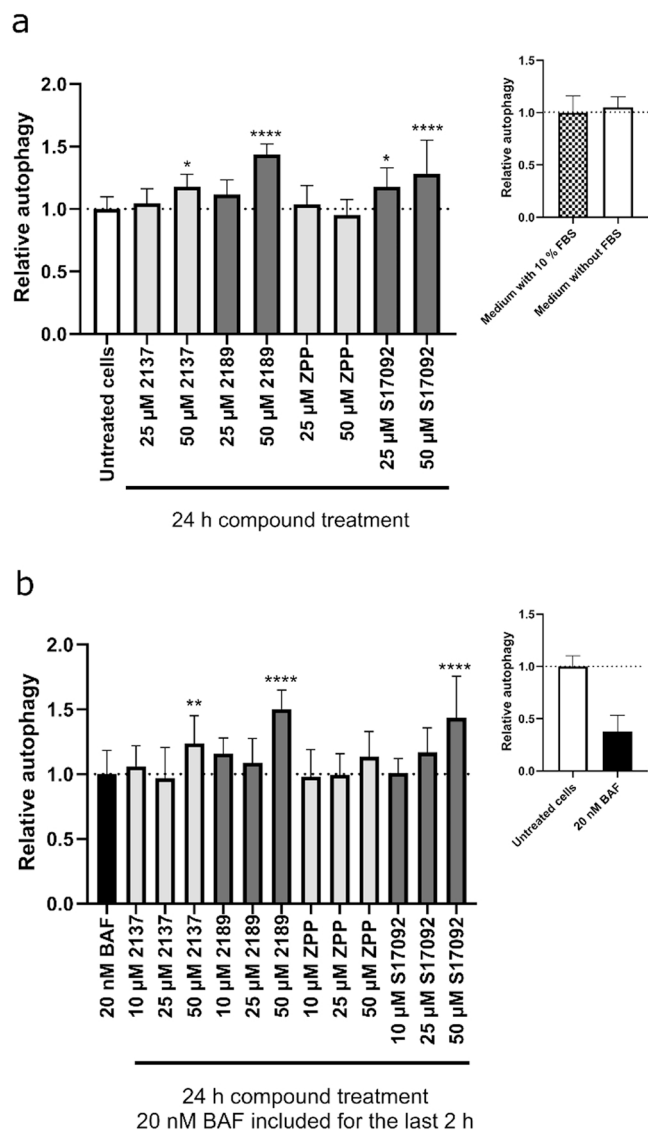 a
Relative autophagy
2.0
1.5
1.0
0.5
0.0
*
****
*
****
Untreated cells
25 µM 2137
50 µM 2137
25 µM 2189
50 µM 2189
25 µM ZPP
50 µM ZPP
25 µM S17092
50 µM S17092
24 h compound treatment
Relative autophagy
1.5
1.0
0.5
0.0
Medium with 10 % FBS
Medium without FBS
b
Relative autophagy
2.0
1.5
1.0
0.5
0.0
**
****
****
20 nM BAF
10 µM 2137
25 µM 2137
50 µM 2137
10 µM 2189
25 µM 2189
50 µM 2189
10 µM ZPP
25 µM ZPP
50 µM ZPP
10 µM S17092
25 µM S17092
50 µM S17092
24 h compound treatment
20 nM BAF included for the last 2 h
Relative autophagy
1.5
1.0
0.5
0.0
Untreated cells
20 nM BAF